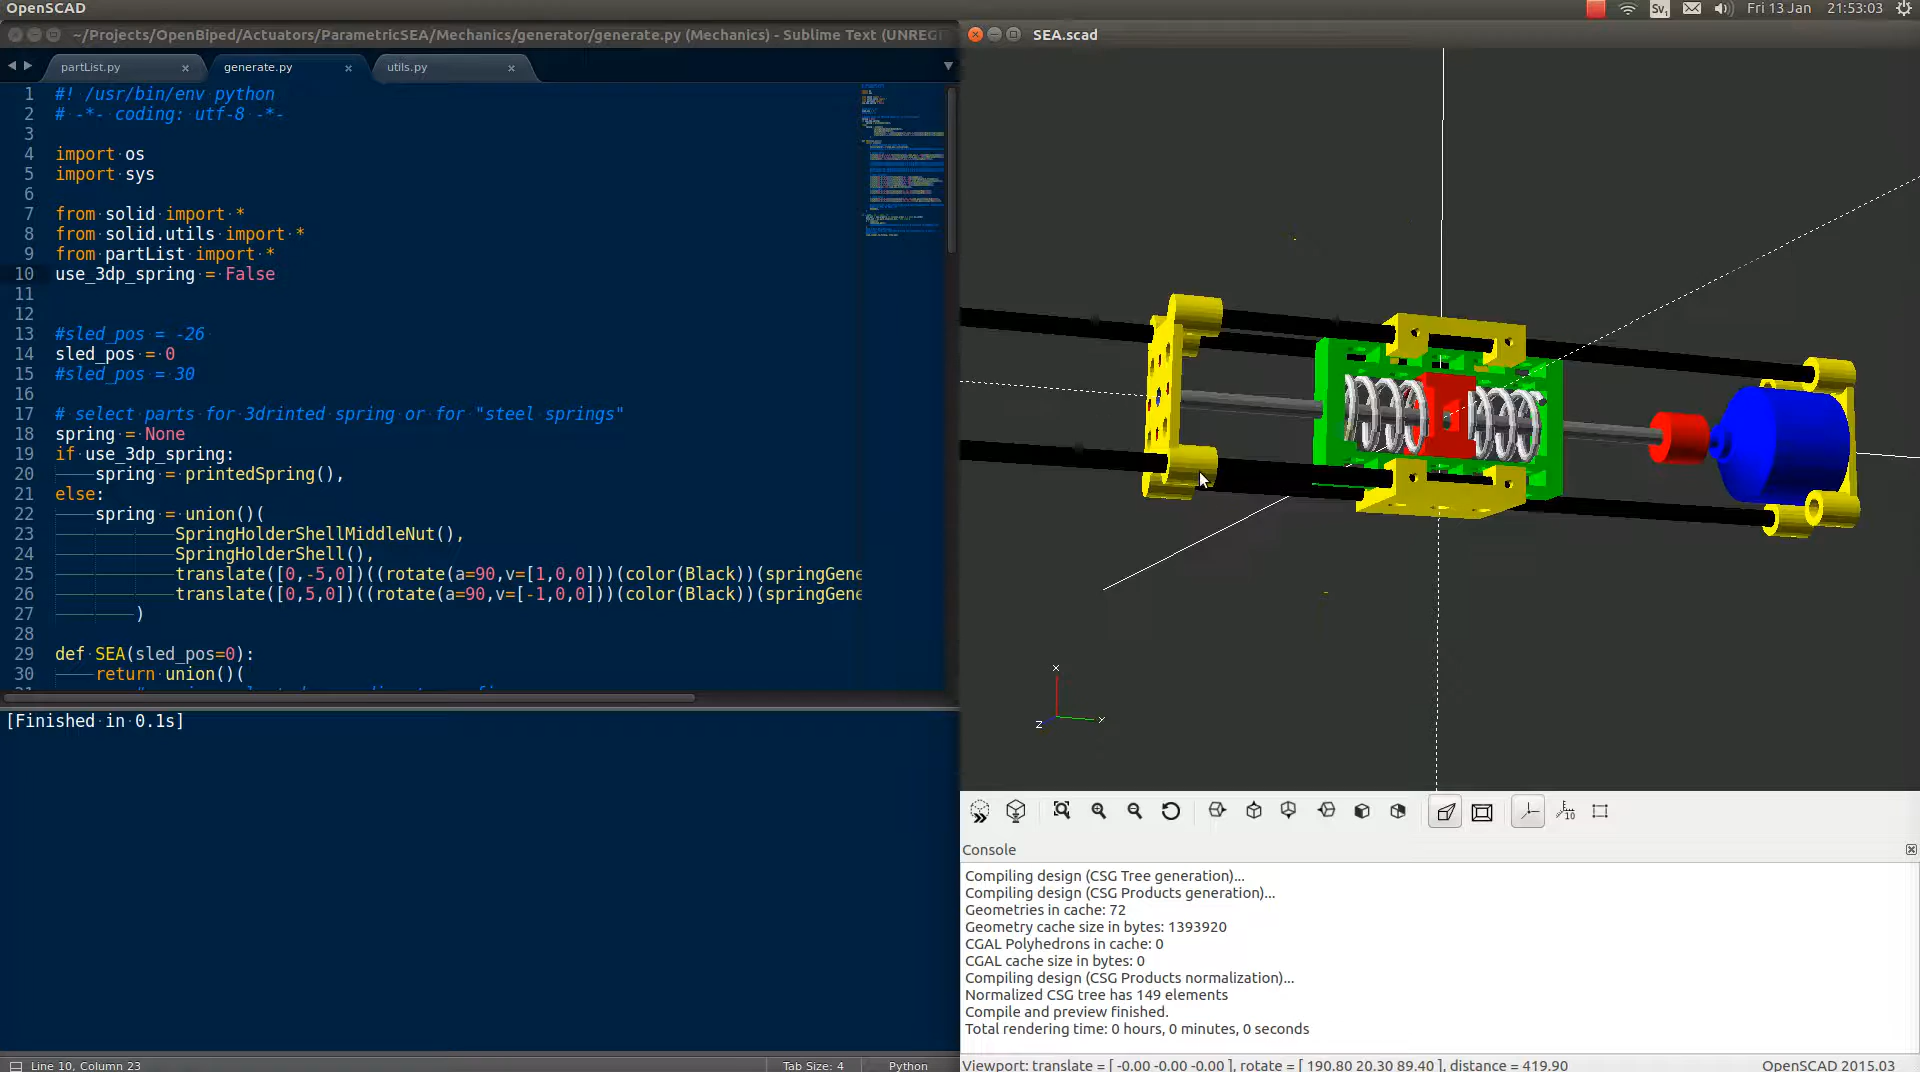 OpenSCAD
Sv1
Fri 13 Jan
21:53:03
~/Projects/OpenBiped/Actuators/ParametricSEA/Mechanics/generator/generate.py (Mechanics) - Sublime Text (UNREGI
partList.py
generate.py
utils.py
1 #! /usr/bin/env python
2 # -*- coding: utf-8 -*-
3
4 import os
5 import sys
6
7 from solid import *
8 from solid.utils import *
9 from partList import *
10 use_3dp_spring = False
11
12
13 #sled_pos = -26
14 sled_pos = 0
15 #sled_pos = 30
16
17 # select parts for 3drinted spring or for "steel springs"
18 spring = None
19 if use_3dp_spring:
20 spring = printedSpring(),
21 else:
22 spring = union()(
23 SpringHolderShellMiddleNut(),
24 SpringHolderShell(),
25 translate([0,-5,0])((rotate(a=90,v=[1,0,0]))(color(Black))(springGene
26 translate([0,5,0])((rotate(a=90,v=[-1,0,0]))(color(Black))(springGene
27 )
28
29 def SEA(sled_pos=0):
30 return union()(
[Finished in 0.1s]
Line 10, Column 23
Tab Size: 4
Python
SEA.scad
x
z
10
Console
Compiling design (CSG Tree generation)...
Compiling design (CSG Products generation)...
Geometries in cache: 72
Geometry cache size in bytes: 1393920
CGAL Polyhedrons in cache: 0
CGAL cache size in bytes: 0
Compiling design (CSG Products normalization)...
Normalized CSG tree has 149 elements
Compile and preview finished.
Total rendering time: 0 hours, 0 minutes, 0 seconds
Viewport: translate = [ -0.00 -0.00 -0.00 ], rotate = [ 190.80 20.30 89.40 ], distance = 419.90
OpenSCAD 2015.03